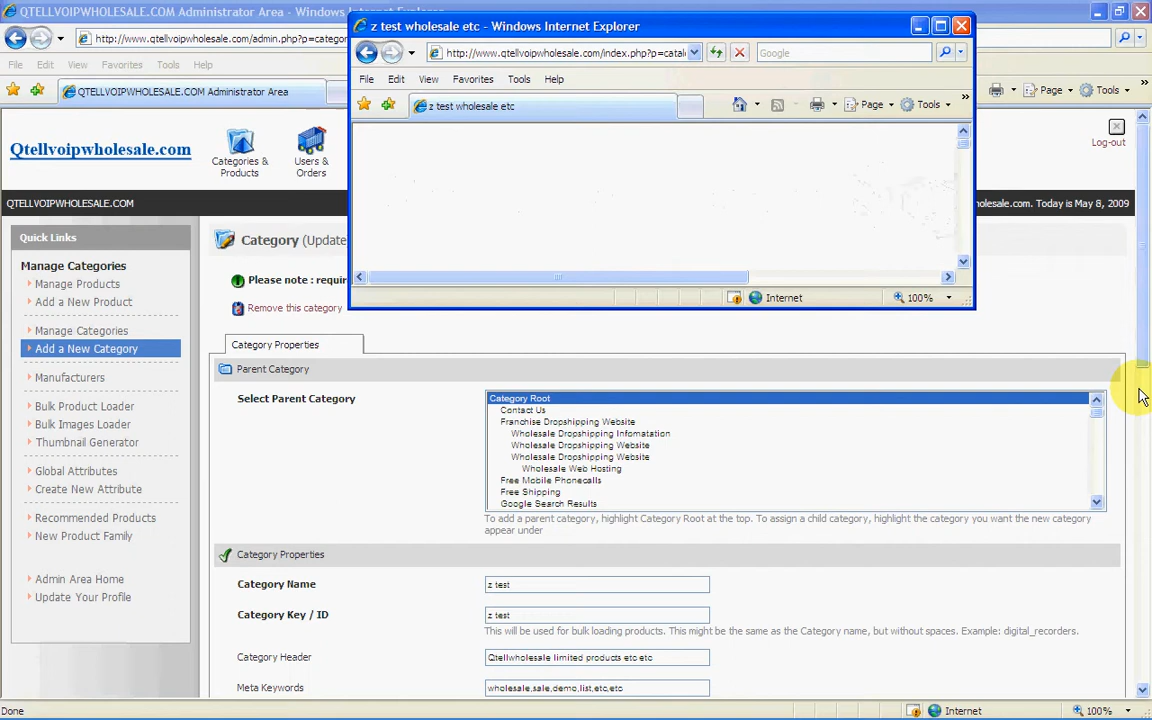 QTELLVOIPWHOLESALE.COM Administrator Area - Windows Internet Explorer
http://www.qtellvoipwholesale.com/admin.php?p=categor
File Edit View Favorites Tools Help
QTELLVOIPWHOLESALE.COM Administrator Area
Page Tools
z test wholesale etc - Windows Internet Explorer
http://www.qtellvoipwholesale.com/index.php?p=catal
Google
File Edit View Favorites Tools Help
z test wholesale etc
Page Tools
Internet 100%
Qtellvoipwholesale.com
Categories & Products
Users & Orders
Log-out
QTELLVOIPWHOLESALE.COM
olesale.com. Today is May 8, 2009
Quick Links
Manage Categories
Manage Products
Add a New Product
Manage Categories
Add a New Category
Manufacturers
Bulk Product Loader
Bulk Images Loader
Thumbnail Generator
Global Attributes
Create New Attribute
Recommended Products
New Product Family
Admin Area Home
Update Your Profile
Category (Update
Please note : requir
Remove this category
Category Properties
Parent Category
Select Parent Category
Category Root
Contact Us
Franchise Dropshipping Website
Wholesale Dropshipping Infomatation
Wholesale Dropshipping Website
Wholesale Dropshipping Website
Wholesale Web Hosting
Free Mobile Phonecalls
Free Shipping
Google Search Results
To add a parent category, highlight Category Root at the top. To assign a child category, highlight the category you want the new category
appear under
Category Properties
Category Name z test
Category Key / ID z test
This will be used for bulk loading products. This might be the same as the Category name, but without spaces. Example: digital_recorders.
Category Header Qtellwholesale limited products etc etc
Meta Keywords wholesale,sale,demo,list,etc,etc
Done Internet 100%